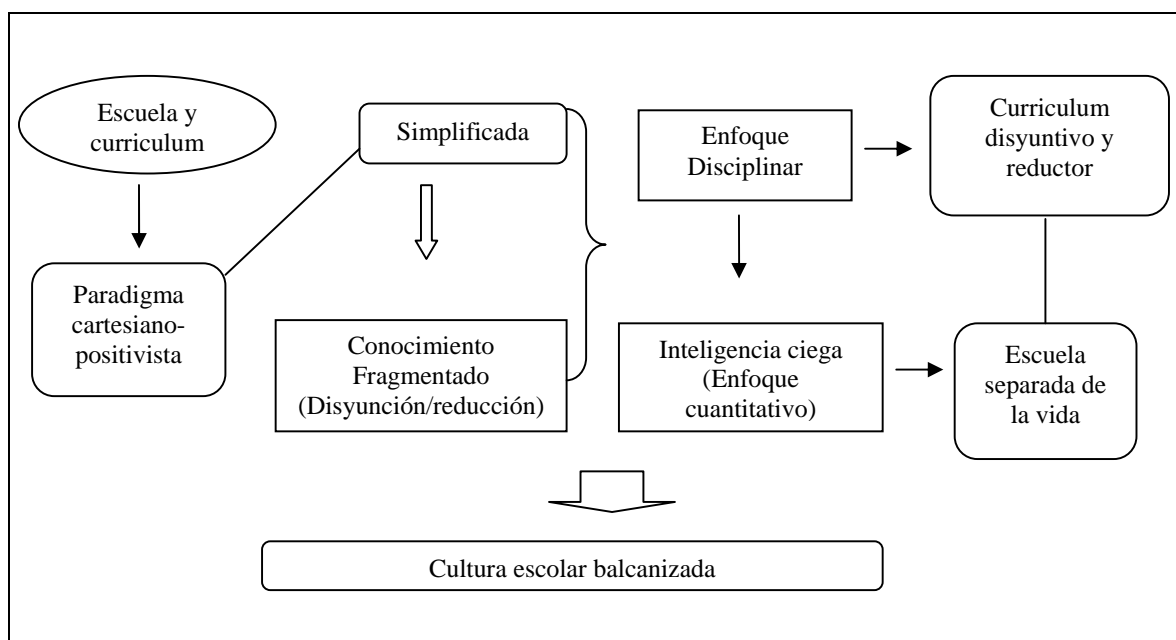 Escuela y
curriculum
Simplificada
Enfoque
Disciplinar
Curriculum
disyuntivo y
reductor
Paradigma
cartesiano-
positivista
Conocimiento
Fragmentado
(Disyunción/reducción)
Inteligencia ciega
(Enfoque
cuantitativo)
Escuela
separada de
la vida
Cultura escolar balcanizada